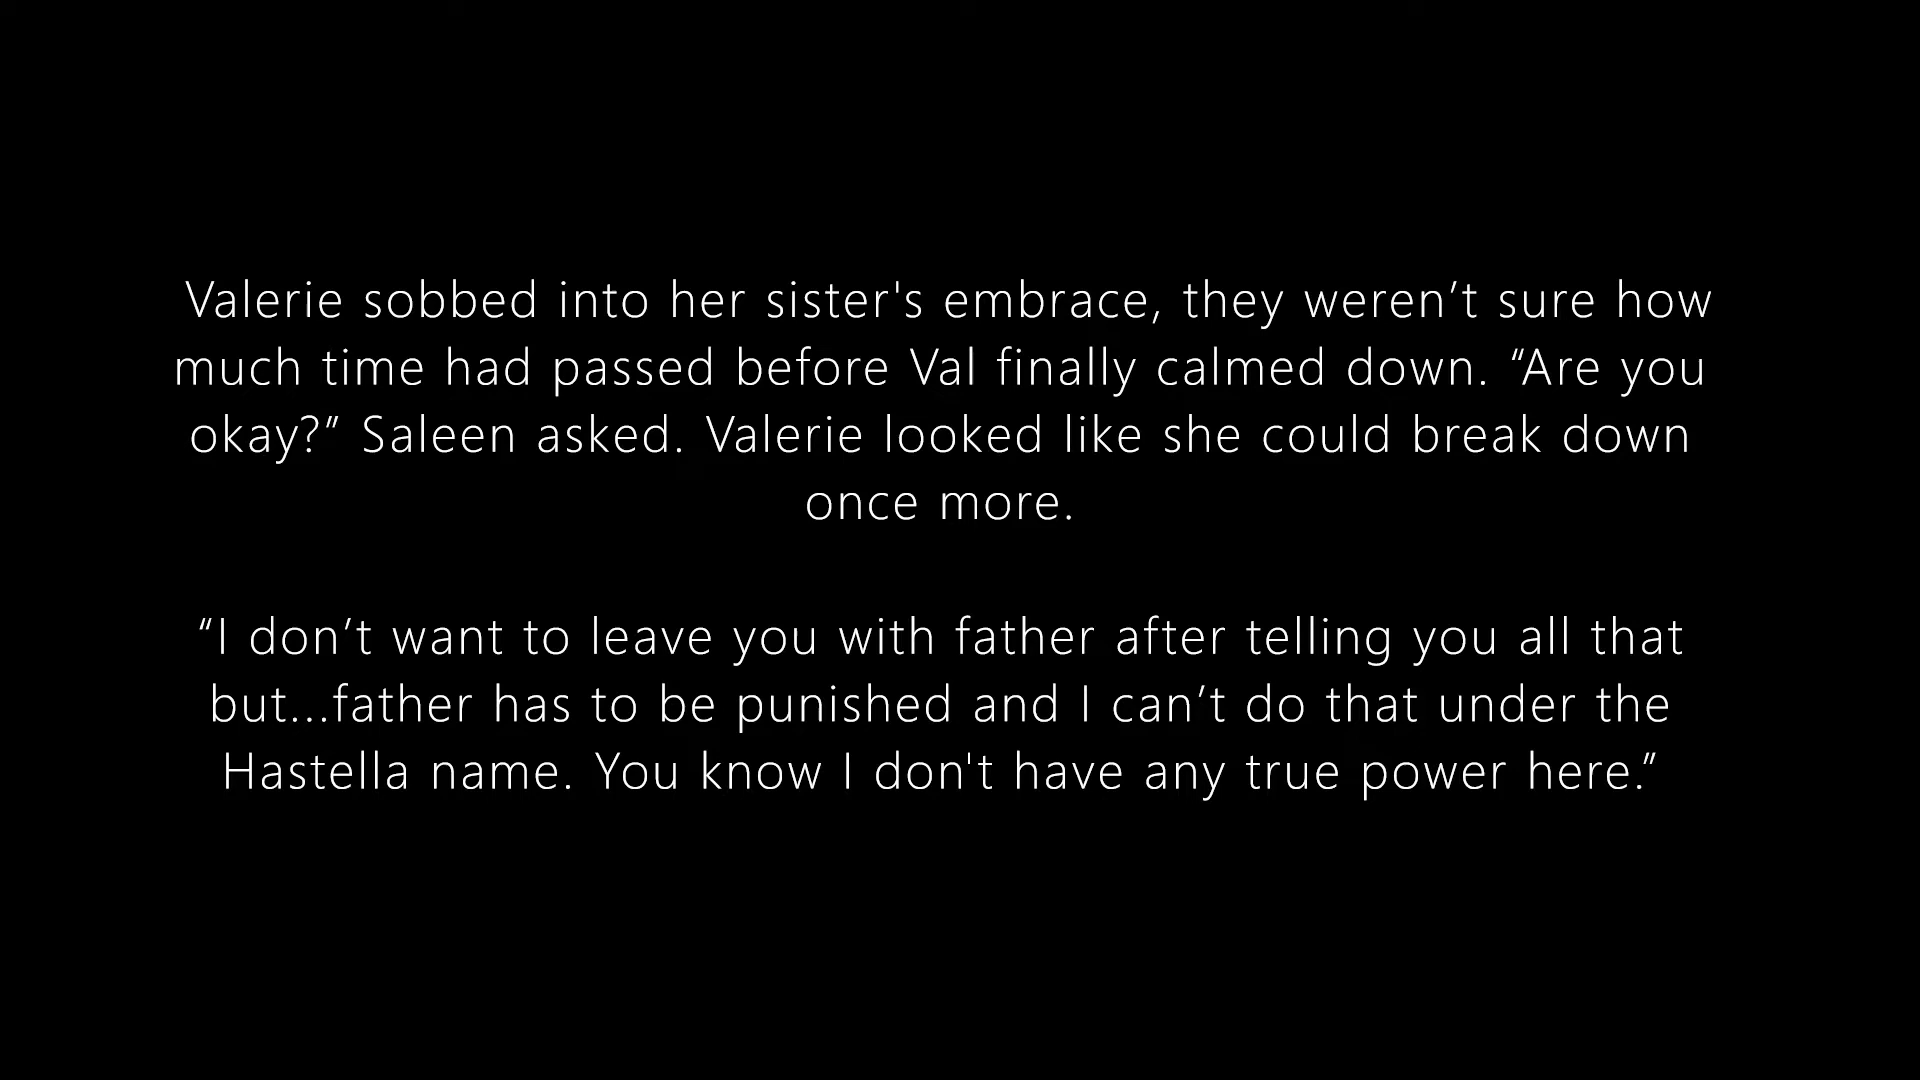 Valerie sobbed into her sister's embrace, they weren’t sure how
much time had passed before Val finally calmed down. “Are you
okay?” Saleen asked. Valerie looked like she could break down
once more.
“I don’t want to leave you with father after telling you all that
but...father has to be punished and I can’t do that under the
Hastella name. You know I don't have any true power here.”